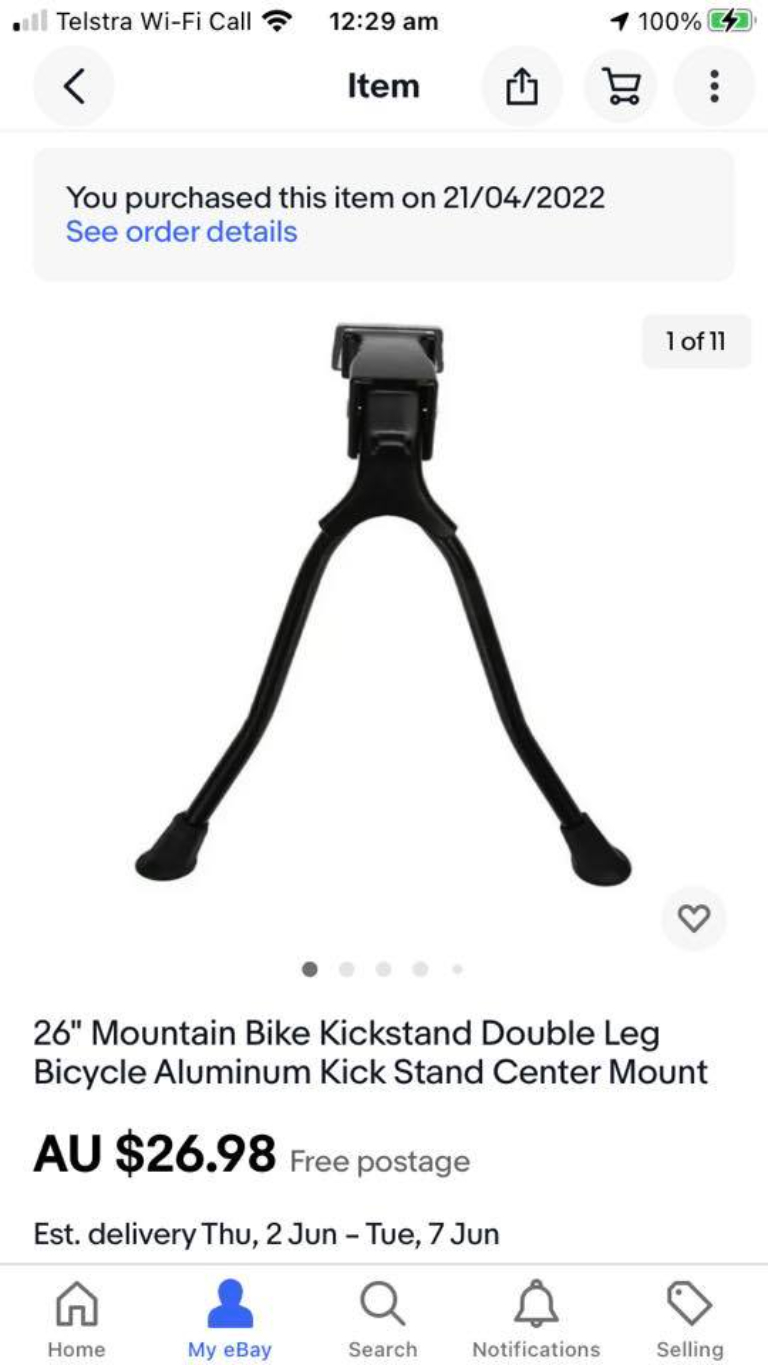 Telstra Wi-Fi Call 12:29 am 100%
Item
You purchased this item on 21/04/2022
See order details
1 of 11
26" Mountain Bike Kickstand Double Leg
Bicycle Aluminum Kick Stand Center Mount
AU $26.98 Free postage
Est. delivery Thu, 2 Jun – Tue, 7 Jun
Home My eBay Search Notifications Selling